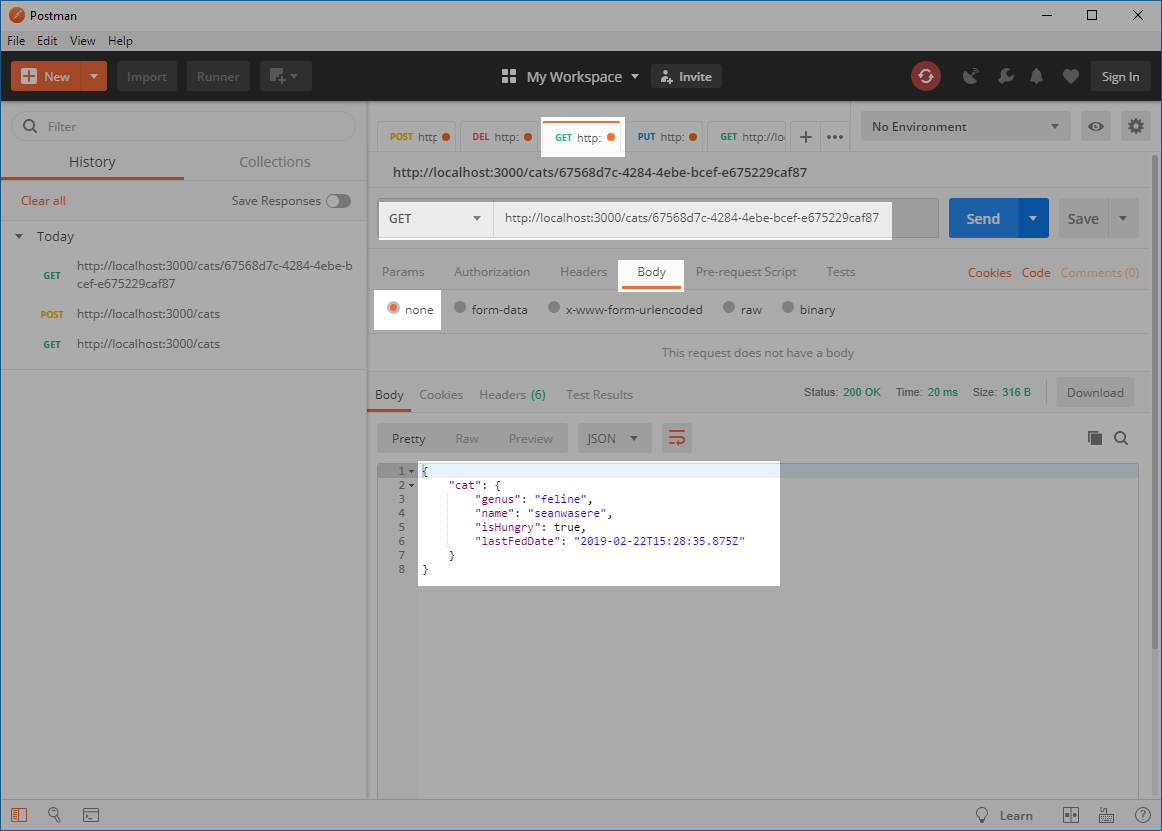 Postman
File Edit View Help
New Import Runner My Workspace Invite Sign In
Filter
History Collections
Clear all Save Responses
Today
GET http://localhost:3000/cats/67568d7c-4284-4ebe-b
cef-e675229caf87
POST http://localhost:3000/cats
GET http://localhost:3000/cats
POST http DEL http: GET http: PUT http: GET http://lo
No Environment
http://localhost:3000/cats/67568d7c-4284-4ebe-bcef-e675229caf87
GET http://localhost:3000/cats/67568d7c-4284-4ebe-bcef-e675229caf87 Send Save
Params Authorization Headers Body Pre-request Script Tests Cookies Code Comments (0)
none form-data x-www-form-urlencoded raw binary
This request does not have a body
Body Cookies Headers (6) Test Results Status: 200 OK Time: 20 ms Size: 316 B Download
Pretty Raw Preview JSON
1 {
2 "cat": {
3 "genus": "feline",
4 "name": "seanwasere",
5 "isHungry": true,
6 "lastFedDate": "2019-02-22T15:28:35.875Z"
7 }
8 }
Learn